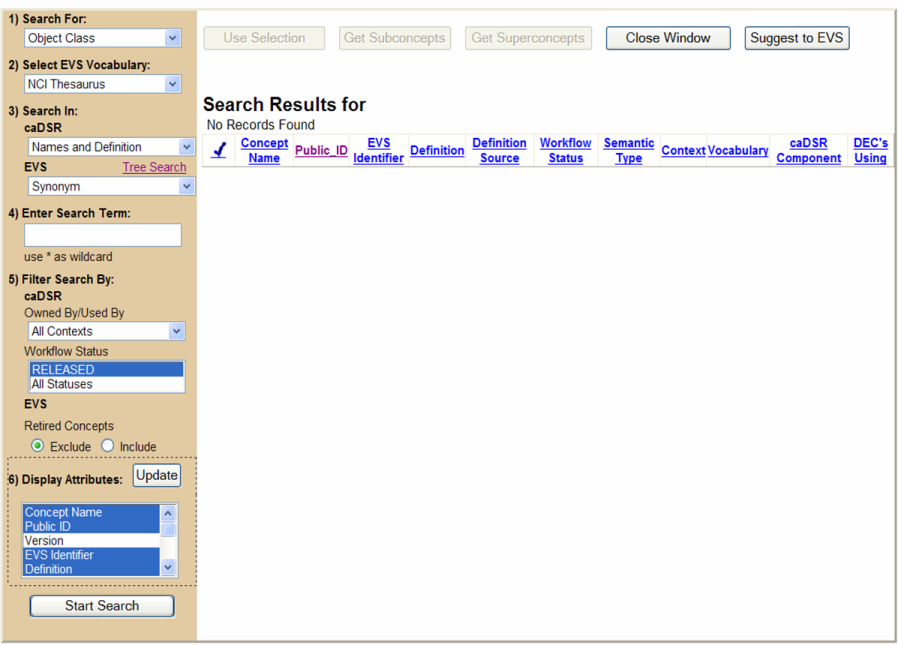 1) Search For:
Object Class
2) Select EVS Vocabulary:
NCI Thesaurus
3) Search In:
caDSR
Names and Definition
EVS Tree Search
Synonym
4) Enter Search Term:
use * as wildcard
5) Filter Search By:
caDSR
Owned By/Used By
All Contexts
Workflow Status
RELEASED
All Statuses
EVS
Retired Concepts
Exclude Include
6) Display Attributes: Update
Concept Name
Public ID
Version
EVS Identifier
Definition
Start Search
Use Selection Get Subconcepts Get Superconcepts Close Window Suggest to EVS
Search Results for
No Records Found
Concept Name Public_ID EVS Identifier Definition Definition Source Workflow Status Semantic Type Context Vocabulary caDSR Component DEC's Using